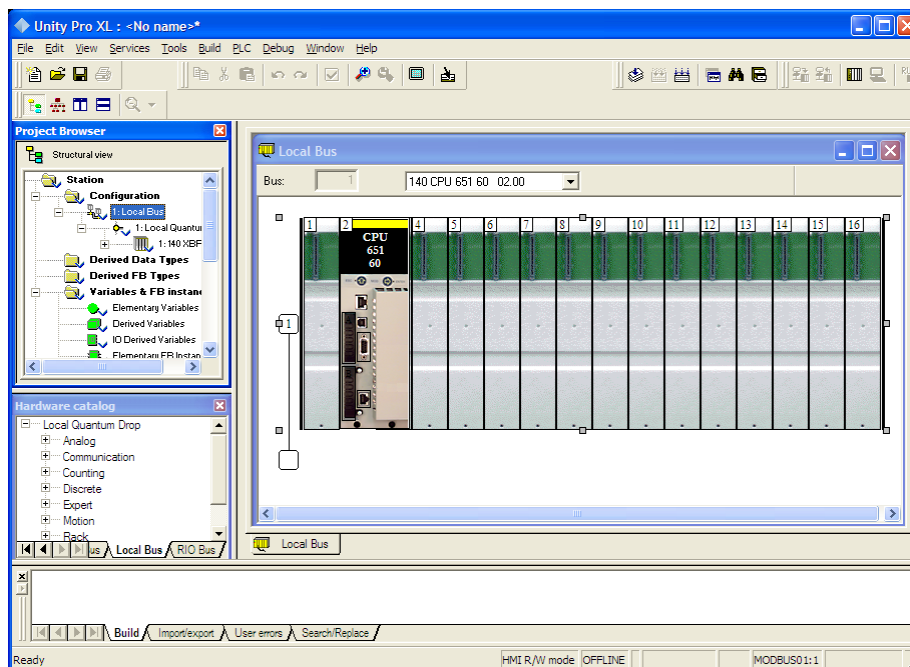 Unity Pro XL : <No name>*
File Edit View Services Tools Build PLC Debug Window Help
Project Browser
Structural view
Station
Configuration
1: Local Bus
1: Local Quantu
1: 140 XBF
Derived Data Types
Derived FB Types
Variables & FB instan
Elementary Variables
Derived Variables
IO Derived Variables
Elementary FB Instan
Hardware catalog
Local Quantum Drop
Analog
Communication
Counting
Discrete
Expert
Motion
Rack
us Local Bus RIO Bus
Local Bus
Bus: 1 140 CPU 651 60 02.00
1 2 4 5 6 7 8 9 10 11 12 13 14 15 16
CPU
651
60
1
Local Bus
Build Import/export User errors Search/Replace
Ready HMI R/W mode OFFLINE MODBUS01:1